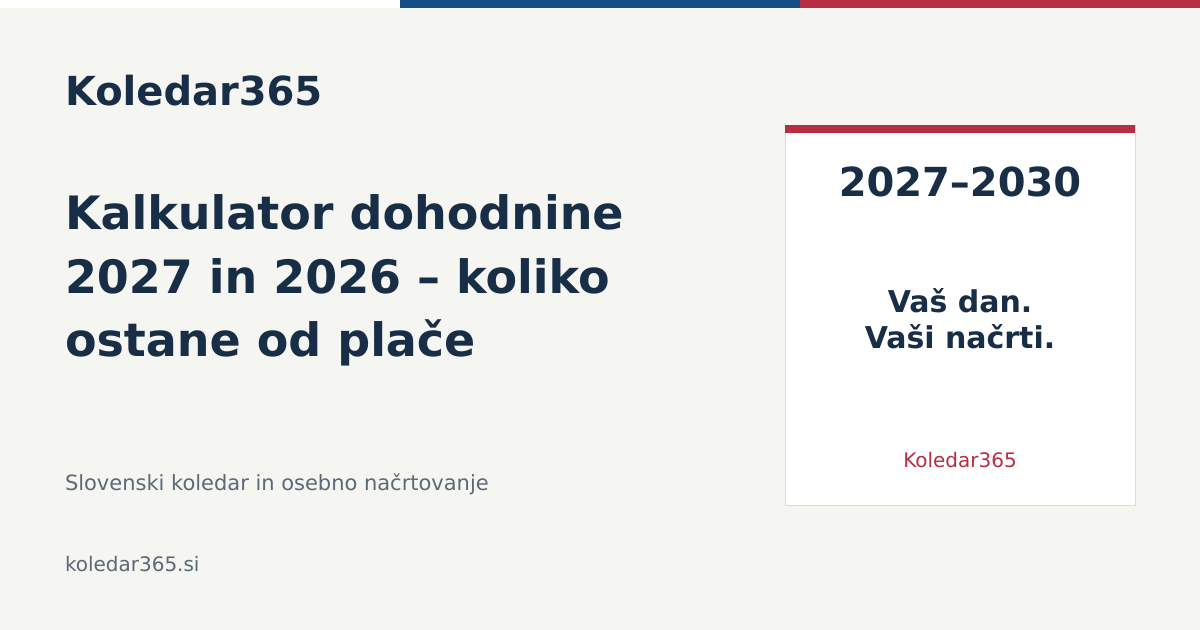 Koledar365
Kalkulator dohodnine
2027 in 2026 – koliko
ostane od plače
Slovenski koledar in osebno načrtovanje
koledar365.si
2027–2030
Vaš dan.
Vaši načrti.
Koledar365